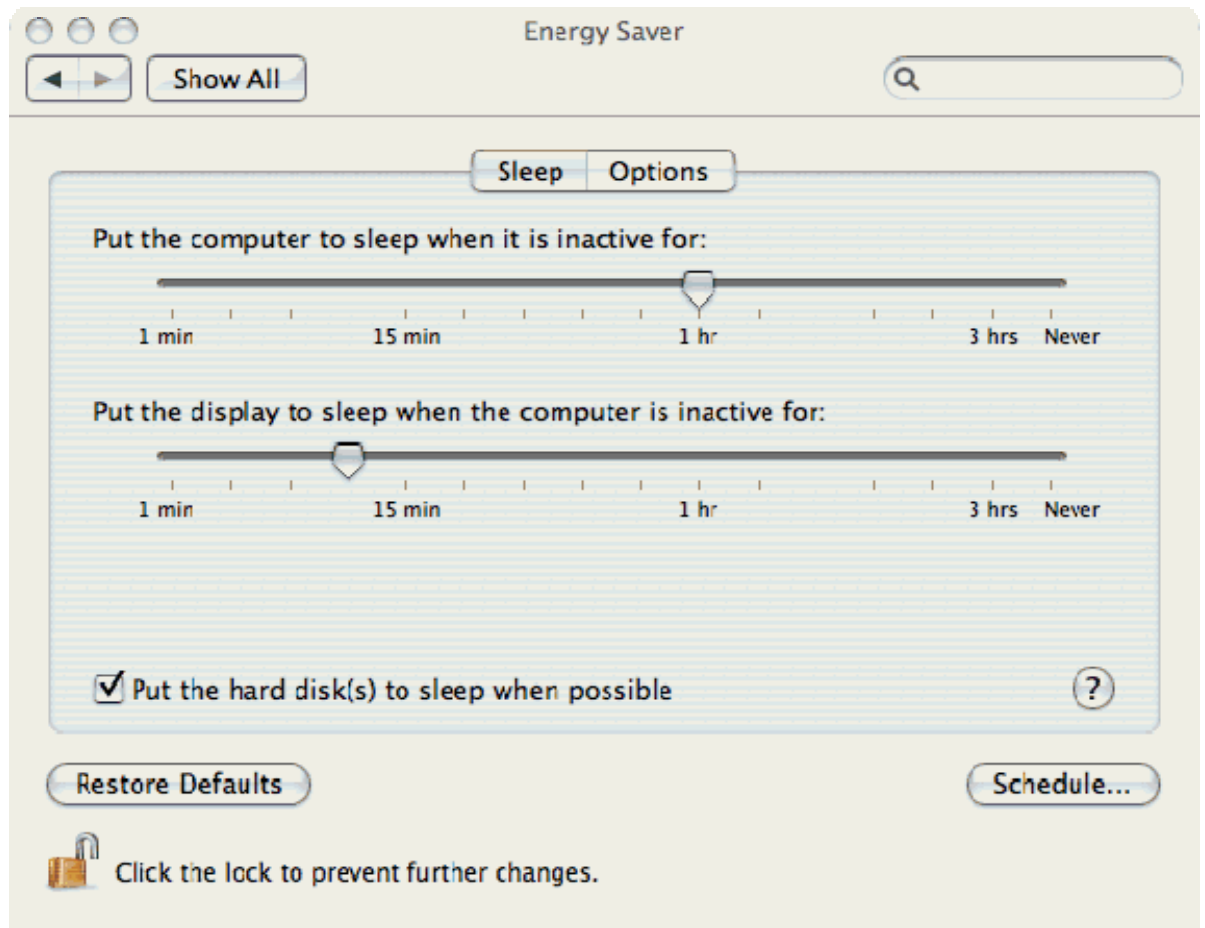 Energy Saver
Show All
Sleep Options
Put the computer to sleep when it is inactive for:
1 min 15 min 1 hr 3 hrs Never
Put the display to sleep when the computer is inactive for:
1 min 15 min 1 hr 3 hrs Never
Put the hard disk(s) to sleep when possible ?
Restore Defaults Schedule...
Click the lock to prevent further changes.